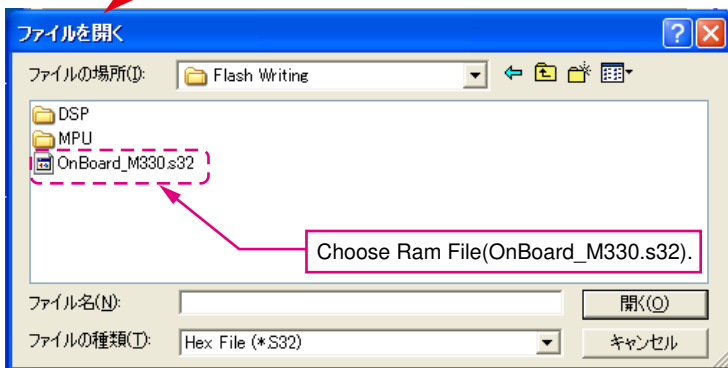 ファイルを開く
ファイルの場所(I):
Flash Writing
DSP
MPU
OnBoard_M330.s32
Choose Ram File(OnBoard_M330.s32).
ファイル名(N):
開く(O)
ファイルの種類(T):
Hex File (*.S32)
キャンセル